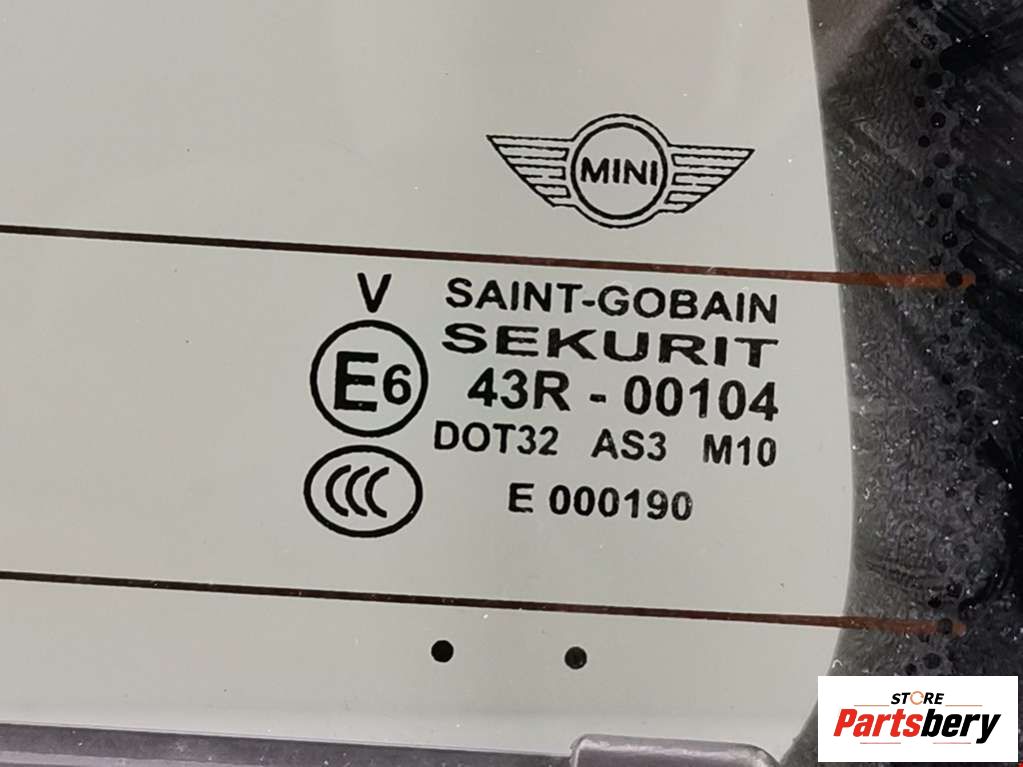 MINI
V SAINT-GOBAIN
SEKURIT
E6 43R - 00104
DOT32 AS3 M10
CCC E 000190
STORE
Partsbery